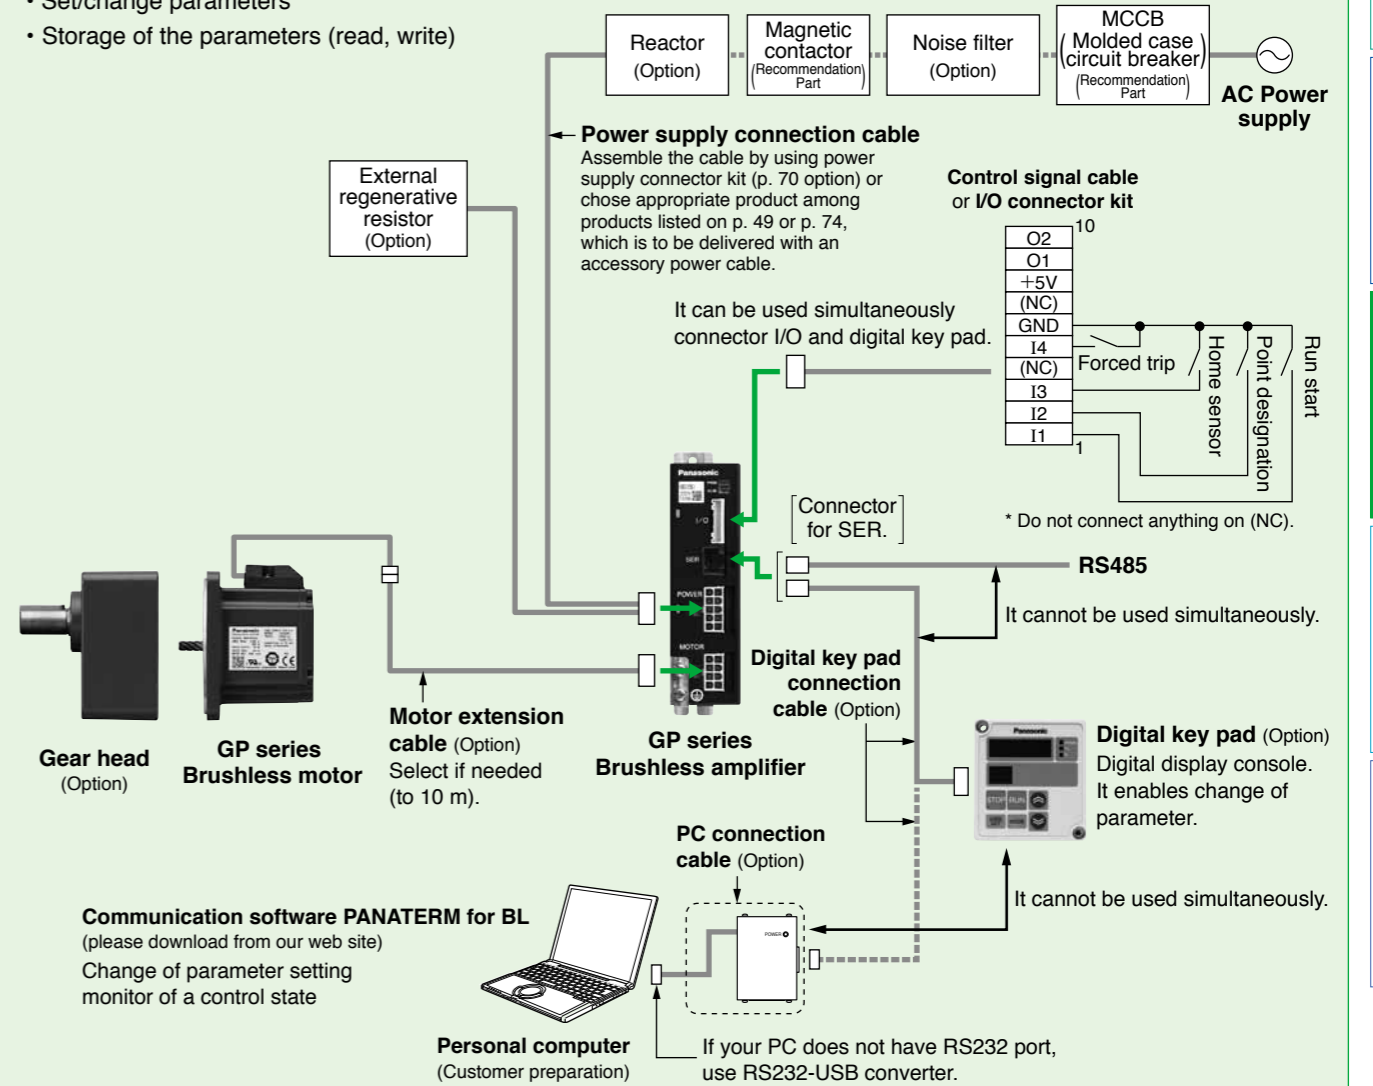 • Set/change parameters
• Storage of the parameters (read, write)
Reactor
(Option)
Magnetic
contactor
(Recommendation Part)
Noise filter
(Option)
MCCB
(Molded case
circuit breaker)
(Recommendation Part)
AC Power
supply
Power supply connection cable
Assemble the cable by using power
supply connector kit (p. 70 option) or
chose appropriate product among
products listed on p. 49 or p. 74,
which is to be delivered with an
accessory power cable.
External
regenerative
resistor
(Option)
Control signal cable
or I/O connector kit
10
O2
O1
+5V
(NC)
GND
I4
(NC)
I3
I2
I1
1
Forced trip
Home sensor
Point designation
Run start
* Do not connect anything on (NC).
It can be used simultaneously
connector I/O and digital key pad.
Panasonic
I/O
SER
POWER
MOTOR
[Connector
for SER.]
RS485
It cannot be used simultaneously.
Digital key pad
connection
cable (Option)
Gear head
(Option)
Panasonic
GP series
Brushless motor
Motor extension
cable (Option)
Select if needed
(to 10 m).
GP series
Brushless amplifier
Panasonic
STOP
RUN
Digital key pad (Option)
Digital display console.
It enables change of
parameter.
PC connection
cable (Option)
It cannot be used simultaneously.
POWER
Communication software PANATERM for BL
(please download from our web site)
Change of parameter setting
monitor of a control state
Personal computer
(Customer preparation)
If your PC does not have RS232 port,
use RS232-USB converter.